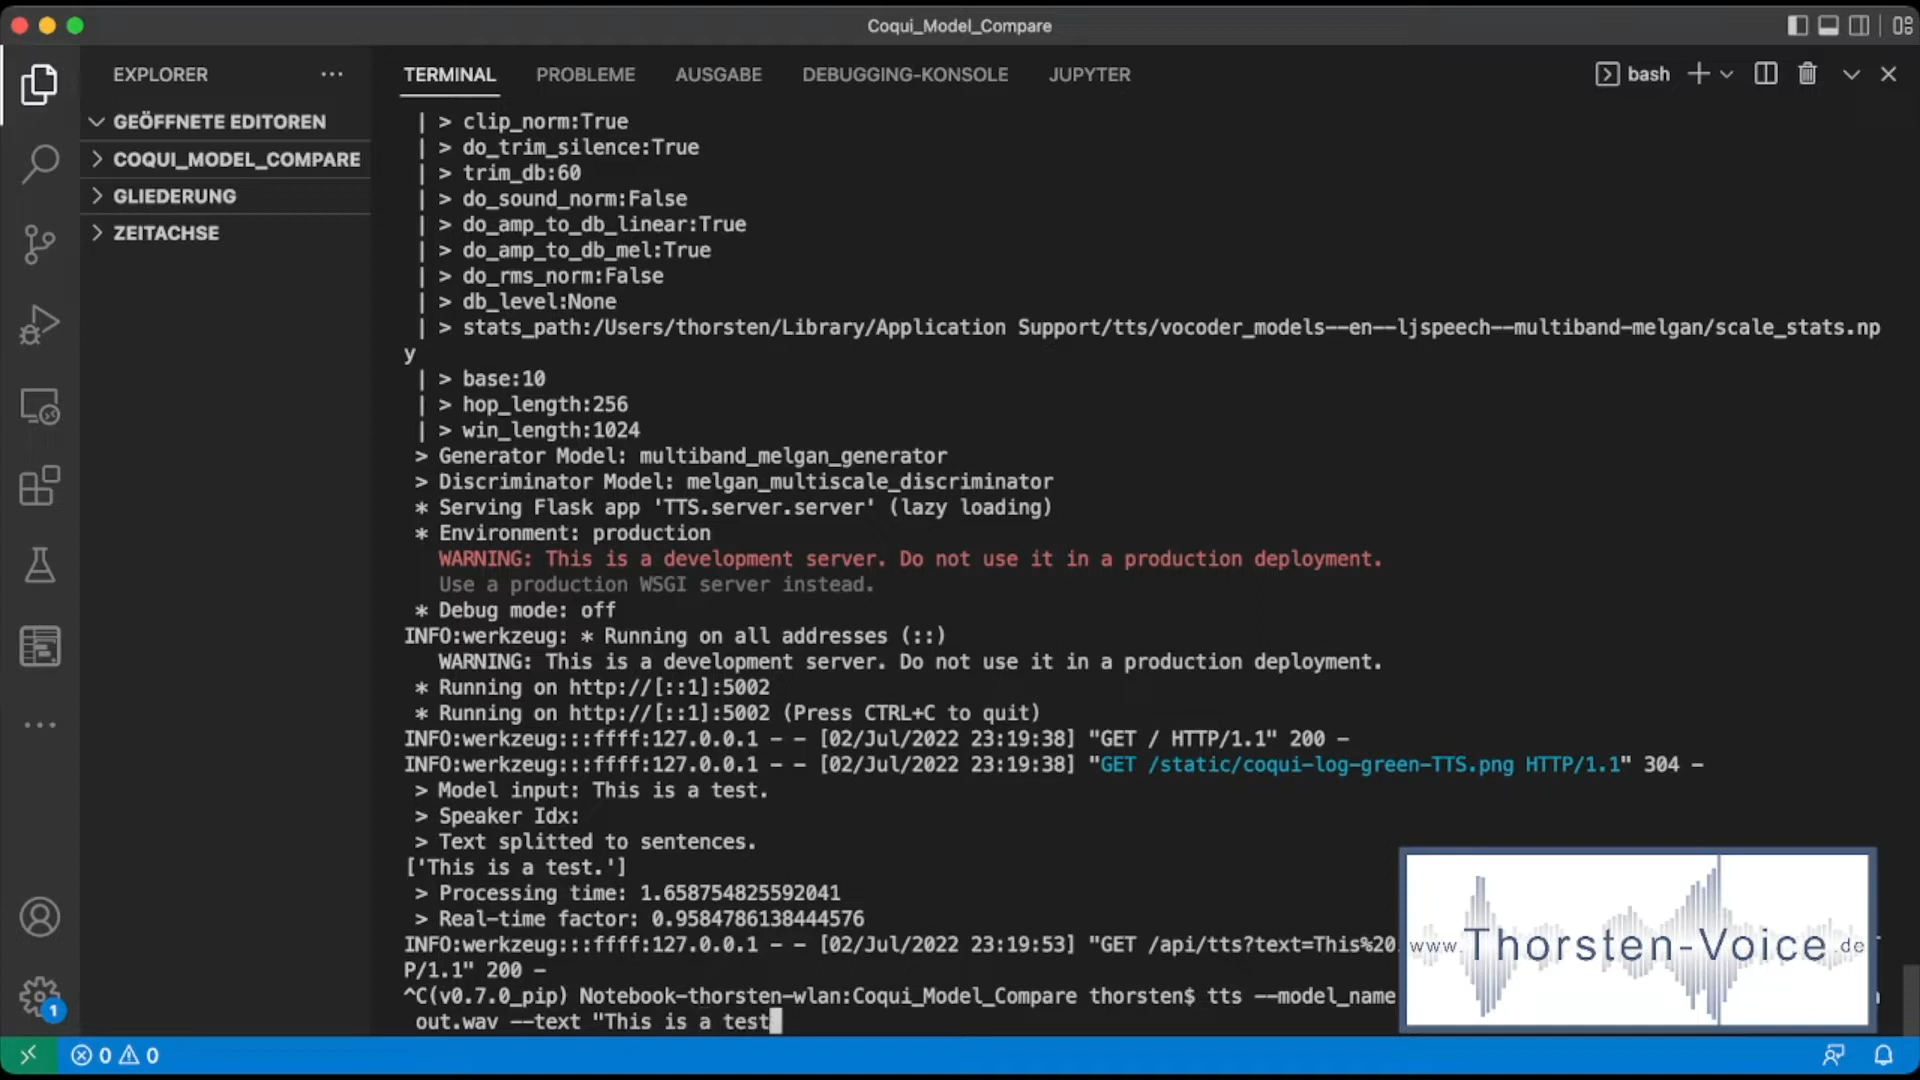 Coqui_Model_Compare
EXPLORER
GEÖFFNETE EDITOREN
COQUI_MODEL_COMPARE
GLIEDERUNG
ZEITACHSE
TERMINAL PROBLEME AUSGABE DEBUGGING-KONSOLE JUPYTER bash
| > clip_norm:True
| > do_trim_silence:True
| > trim_db:60
| > do_sound_norm:False
| > do_amp_to_db_linear:True
| > do_amp_to_db_mel:True
| > do_rms_norm:False
| > db_level:None
| > stats_path:/Users/thorsten/Library/Application Support/tts/vocoder_models--en--ljspeech--multiband-melgan/scale_stats.np
y
| > base:10
| > hop_length:256
| > win_length:1024
> Generator Model: multiband_melgan_generator
> Discriminator Model: melgan_multiscale_discriminator
* Serving Flask app 'TTS.server.server' (lazy loading)
* Environment: production
WARNING: This is a development server. Do not use it in a production deployment.
Use a production WSGI server instead.
* Debug mode: off
INFO:werkzeug: * Running on all addresses (::)
WARNING: This is a development server. Do not use it in a production deployment.
* Running on http://[::1]:5002
* Running on http://[::1]:5002 (Press CTRL+C to quit)
INFO:werkzeug:::ffff:127.0.0.1 - - [02/Jul/2022 23:19:38] "GET / HTTP/1.1" 200 -
INFO:werkzeug:::ffff:127.0.0.1 - - [02/Jul/2022 23:19:38] "GET /static/coqui-log-green-TTS.png HTTP/1.1" 304 -
> Model input: This is a test.
> Speaker Idx:
> Text splitted to sentences.
['This is a test.']
> Processing time: 1.658754825592041
> Real-time factor: 0.9584786138444576
INFO:werkzeug:::ffff:127.0.0.1 - - [02/Jul/2022 23:19:53] "GET /api/tts?text=This%20
P/1.1" 200 -
^C(v0.7.0_pip) Notebook-thorsten-wlan:Coqui_Model_Compare thorsten$ tts --model_name
out.wav --text "This is a test
www.Thorsten-Voice.de
1
0 0